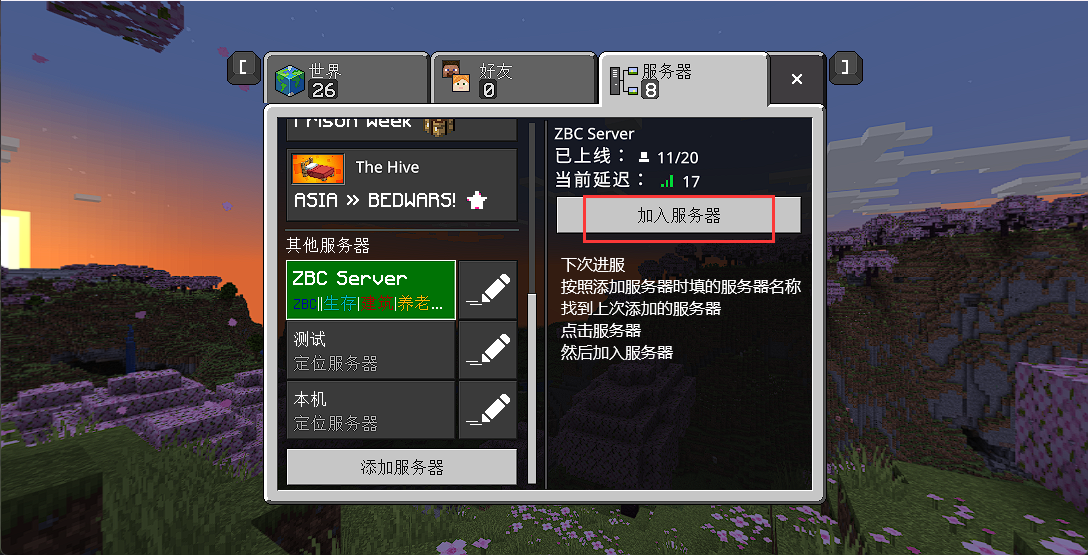 [
世界
26
好友
0
服务器
8
×
]
Prison Week
The Hive
ASIA » BEDWARS!
其他服务器
ZBC Server
ZBC||生存|建筑|养老...
测试
定位服务器
本机
定位服务器
添加服务器
ZBC Server
已上线： 11/20
当前延迟： 17
加入服务器
下次进服
按照添加服务器时填的服务器名称
找到上次添加的服务器
点击服务器
然后加入服务器